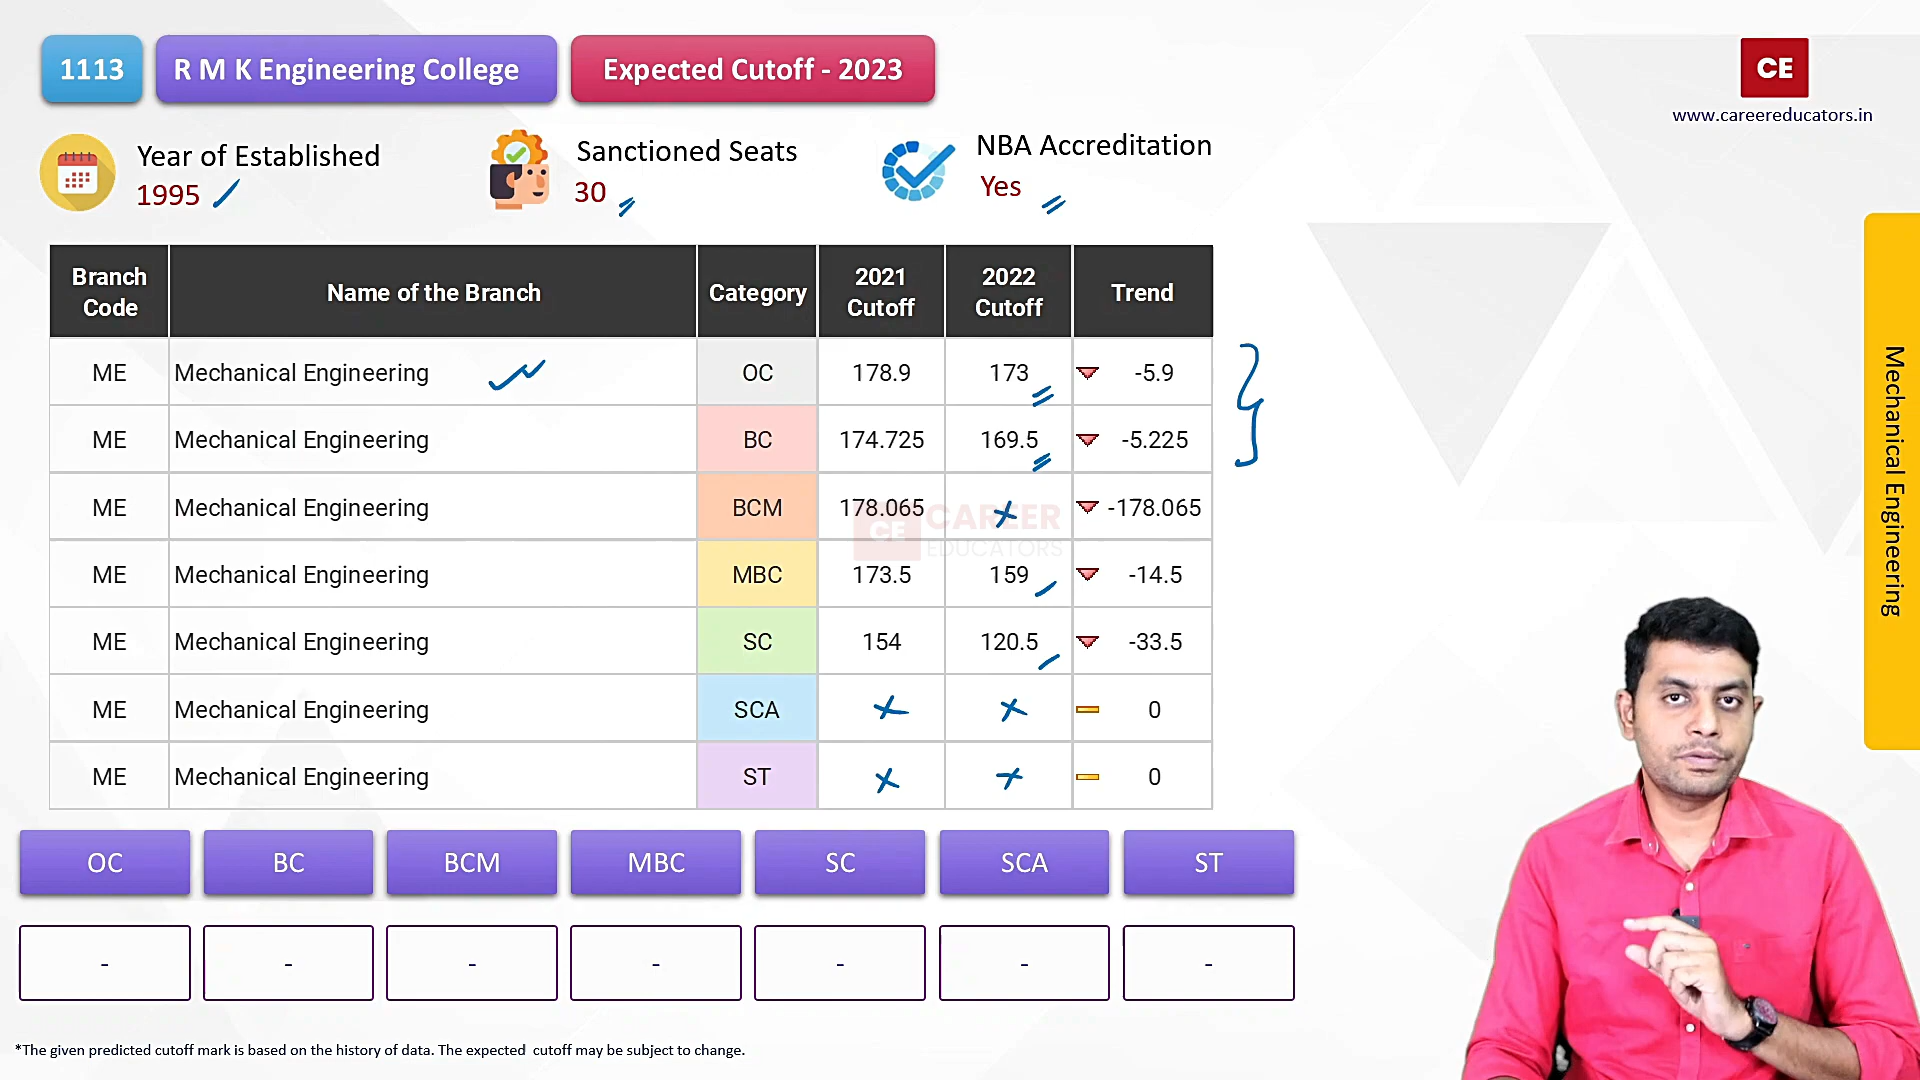 1113
R M K Engineering College
Expected Cutoff - 2023
CE
www.careereducators.in
Year of Established
1995
Sanctioned Seats
30
NBA Accreditation
Yes
Branch Code Name of the Branch Category 2021 Cutoff 2022 Cutoff Trend
ME Mechanical Engineering OC 178.9 173 -5.9
ME Mechanical Engineering BC 174.725 169.5 -5.225
ME Mechanical Engineering BCM 178.065 -178.065
CE CAREER EDUCATORS
ME Mechanical Engineering MBC 173.5 159 -14.5
ME Mechanical Engineering SC 154 120.5 -33.5
ME Mechanical Engineering SCA 0
ME Mechanical Engineering ST 0
Mechanical Engineering
OC BC BCM MBC SC SCA ST
- - - - - - -
*The given predicted cutoff mark is based on the history of data. The expected cutoff may be subject to change.